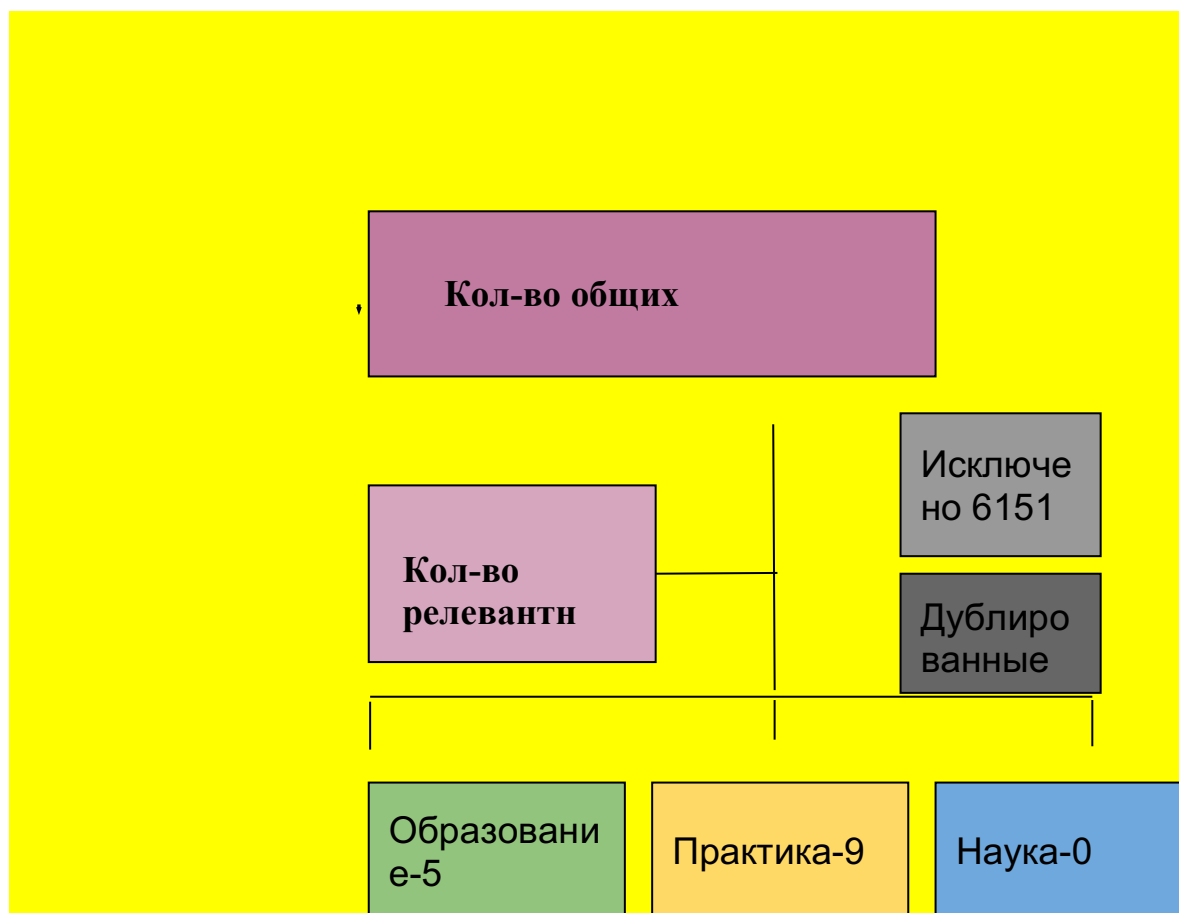 Кол-во общих
Исключе
но 6151
Кол-во
релевантн
Дублиро
ванные
Образовани
е-5
Практика-9
Наука-0